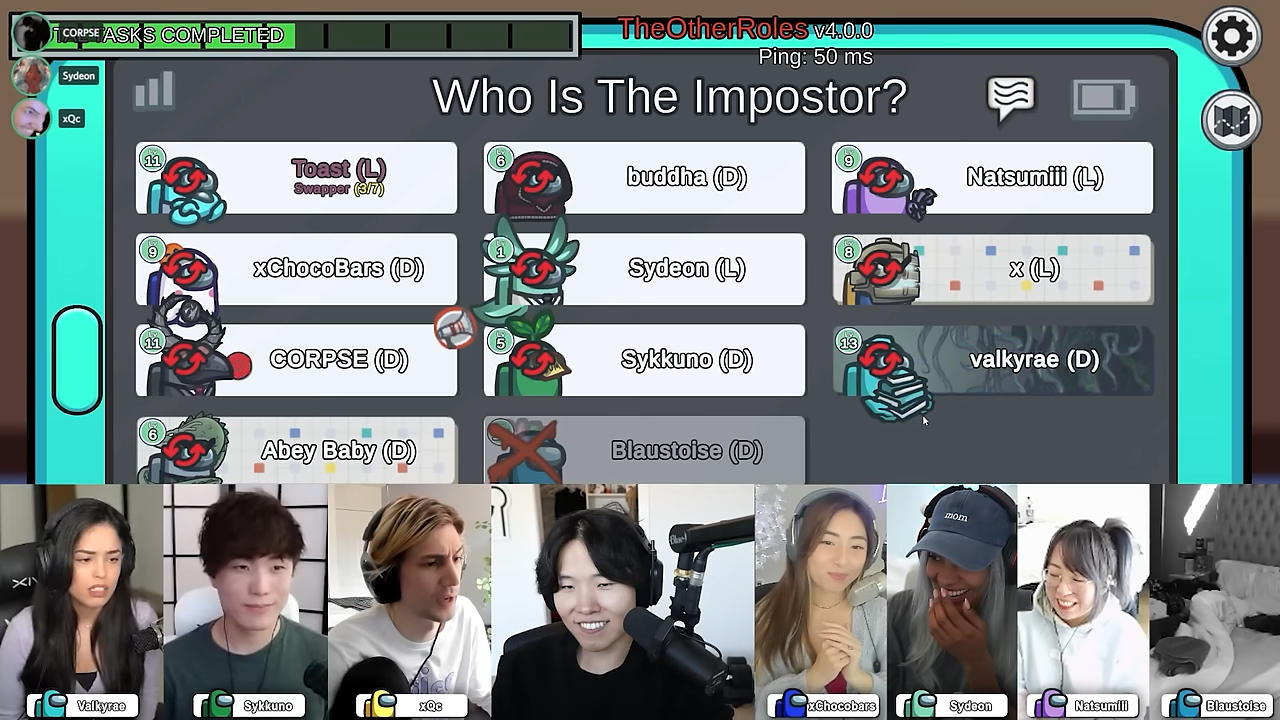 CORPSE
TASKS COMPLETED
TheOtherRoles v4.0.0
Ping: 50 ms
Sydeon
xQc
Who Is The Impostor?
11
Toast (L)
Swapper (3/7)
6
buddha (D)
9
Natsumiii (L)
9
xChocoBars (D)
1
Sydeon (L)
8
x (L)
11
CORPSE (D)
5
Sykkuno (D)
13
valkyrae (D)
6
Abey Baby (D)
Blaustoise (D)
mom
Blue
Valkyrae
Sykkuno
xQc
xChocobars
Sydeon
Natsumiii
Blaustoise